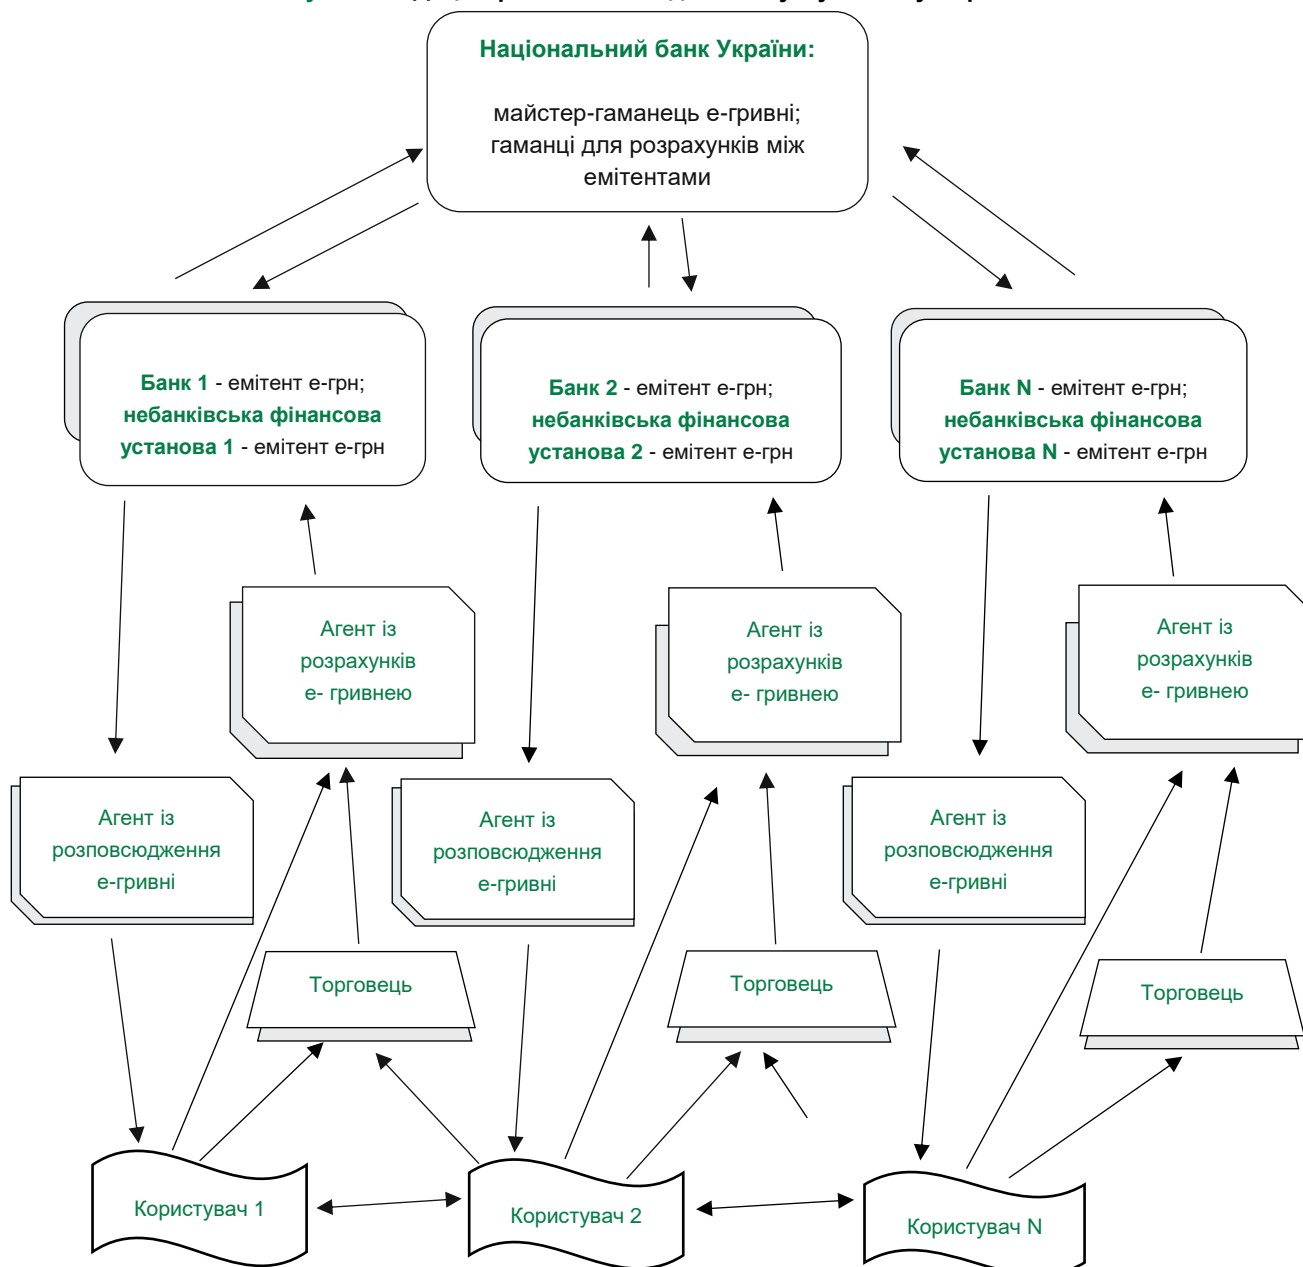 Національний банк України:
майстер-гаманець е-гривні;
гаманці для розрахунків між
емітентами
Банк 1 - емітент е-грн;
небанківська фінансова
установа 1 - емітент е-грн
Банк 2 - емітент е-грн;
небанківська фінансова
установа 2 - емітент е-грн
Банк N - емітент е-грн;
небанківська фінансова
установа N - емітент е-грн
Агент із
розрахунків
е- гривнею
Агент із
розрахунків
е- гривнею
Агент із
розрахунків
е- гривнею
Агент із
розповсюдження
е-гривні
Агент із
розповсюдження
е-гривні
Агент із
розповсюдження
е-гривні
Торговець
Торговець
Торговець
Користувач 1
Користувач 2
Користувач N